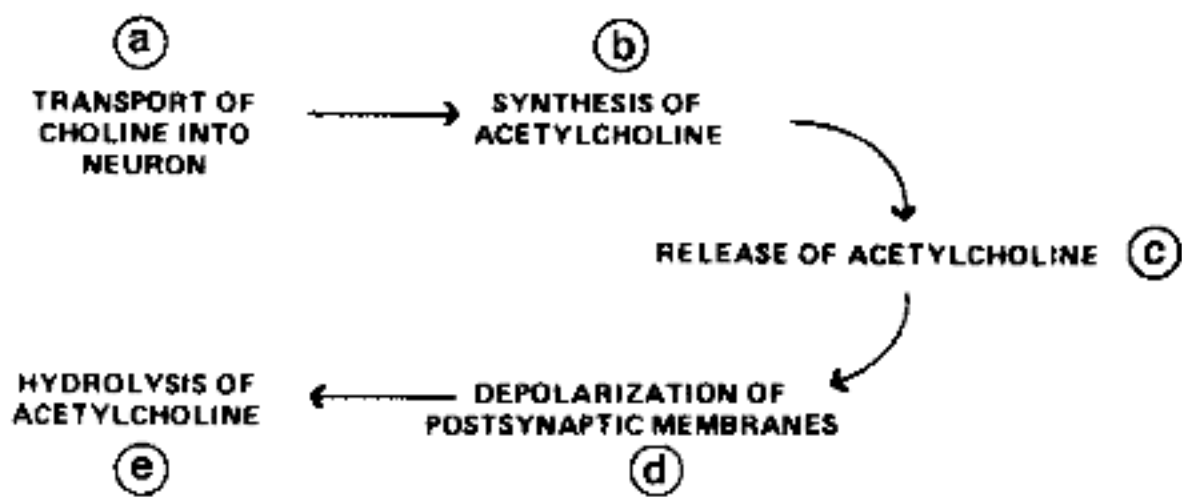 a
TRANSPORT OF
CHOLINE INTO
NEURON
b
SYNTHESIS OF
ACETYLCHOLINE
RELEASE OF ACETYLCHOLINE c
DEPOLARIZATION OF
POSTSYNAPTIC MEMBRANES
d
HYDROLYSIS OF
ACETYLCHOLINE
e